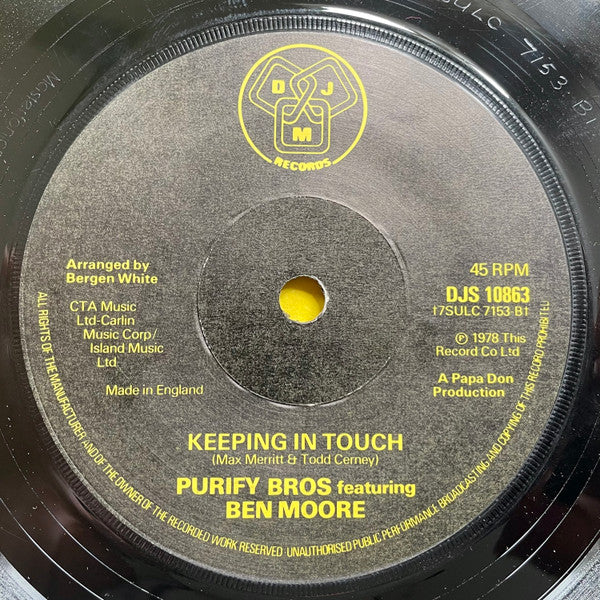 D J
M
RECORDS
Arranged by
Bergen White
CTA Music
Ltd-Carlin
Music Corp/
Island Music
Ltd
Made in England
45 RPM
DJS 10863
†7SULC 7153-B†
℗ 1978 This
Record Co Ltd
A Papa Don
Production
KEEPING IN TOUCH
(Max Merritt & Todd Cerney)
PURIFY BROS featuring
BEN MOORE
ALL RIGHTS OF THE MANUFACTURER AND OF THE OWNER OF THE RECORDED WORK RESERVED · UNAUTHORISED PUBLIC PERFORMANCE BROADCASTING AND COPYING OF THIS RECORD PROHIBITED
SULC 7153 B1